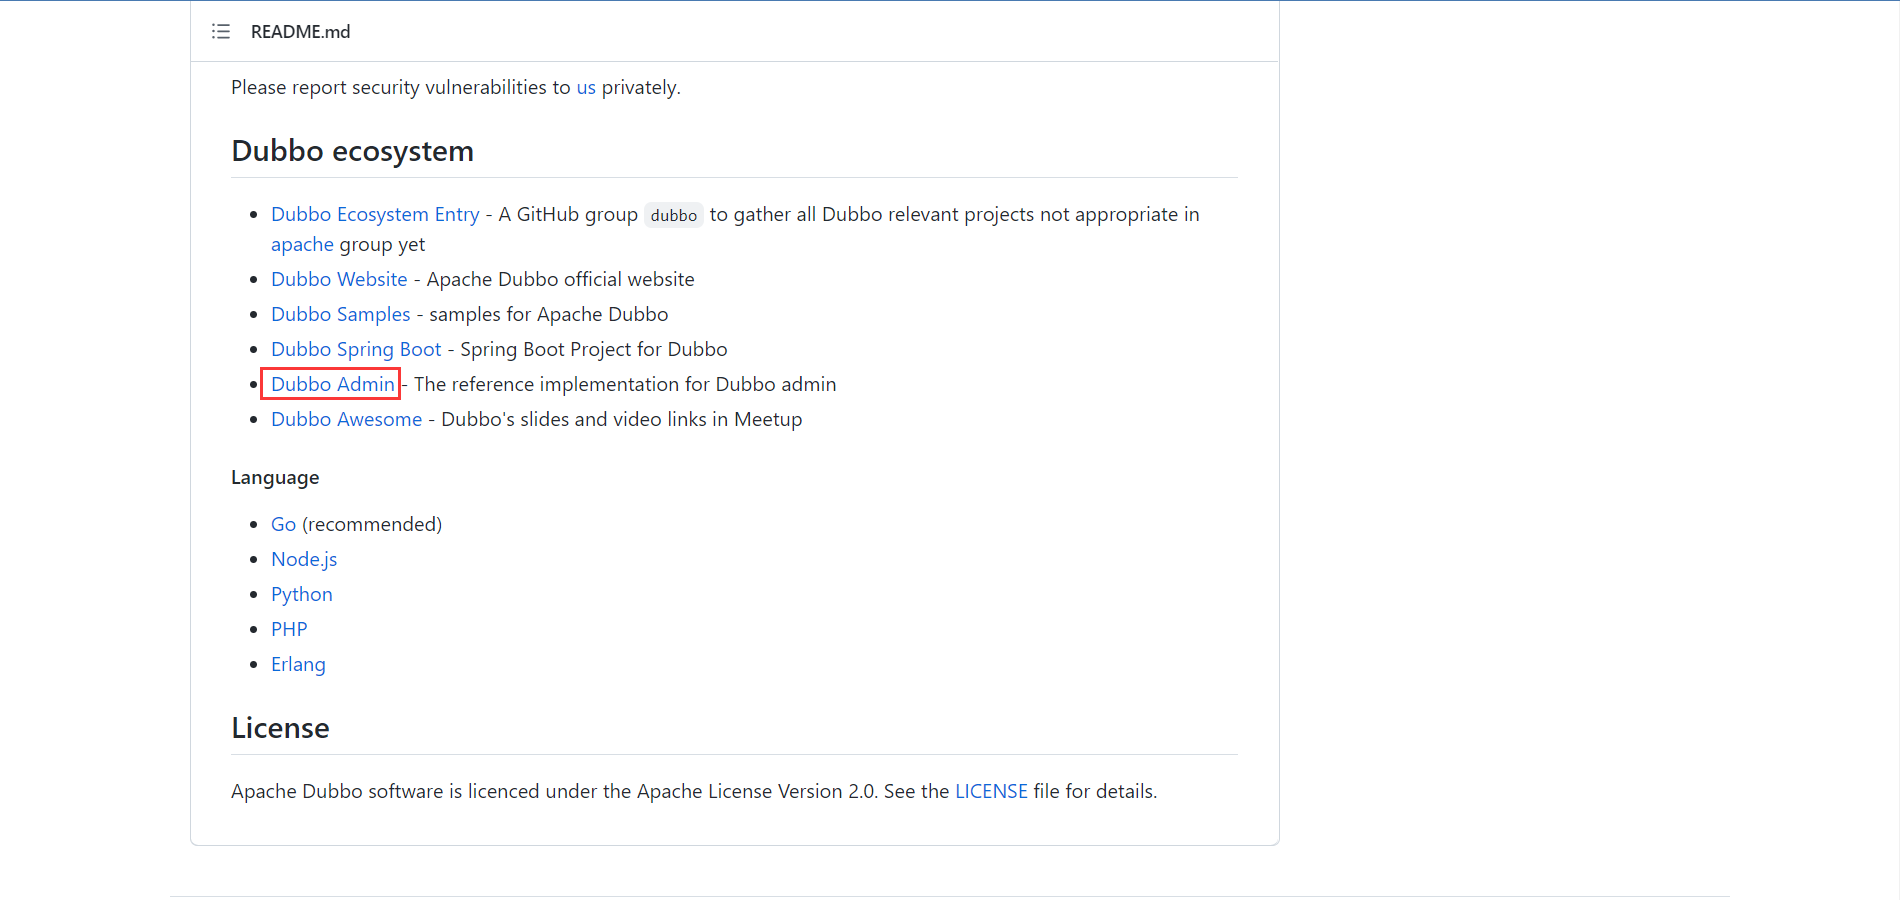 README.md
Please report security vulnerabilities to us privately.
Dubbo ecosystem
Dubbo Ecosystem Entry - A GitHub group dubbo to gather all Dubbo relevant projects not appropriate in
apache group yet
Dubbo Website - Apache Dubbo official website
Dubbo Samples - samples for Apache Dubbo
Dubbo Spring Boot - Spring Boot Project for Dubbo
Dubbo Admin - The reference implementation for Dubbo admin
Dubbo Awesome - Dubbo's slides and video links in Meetup
Language
Go (recommended)
Node.js
Python
PHP
Erlang
License
Apache Dubbo software is licenced under the Apache License Version 2.0. See the LICENSE file for details.